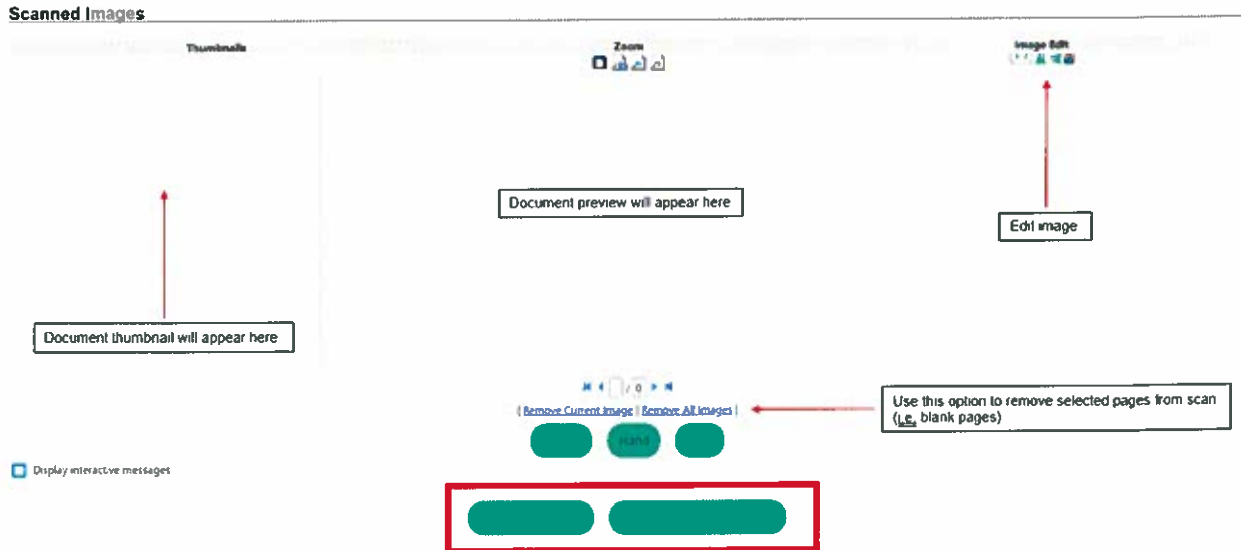 Scanned Images
Thumbnails Zoom Image Edit
Document preview will appear here
Edit image
Document thumbnail will appear here
/ 0
| Remove Current Image | Remove All Images |
Use this option to remove selected pages from scan
(i.e., blank pages)
Hand
Display interactive messages